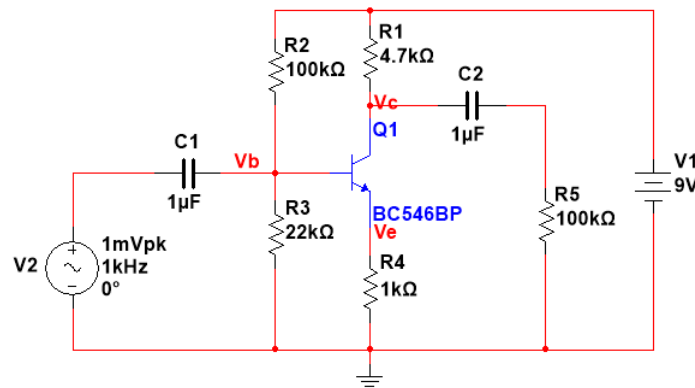 R2
100kΩ
R1
4.7kΩ
C2
1µF
Vc
Q1
C1
1µF
Vb
V1
9V
R3
22kΩ
BC546BP
Ve
R5
100kΩ
V2
1mVpk
1kHz
0°
R4
1kΩ